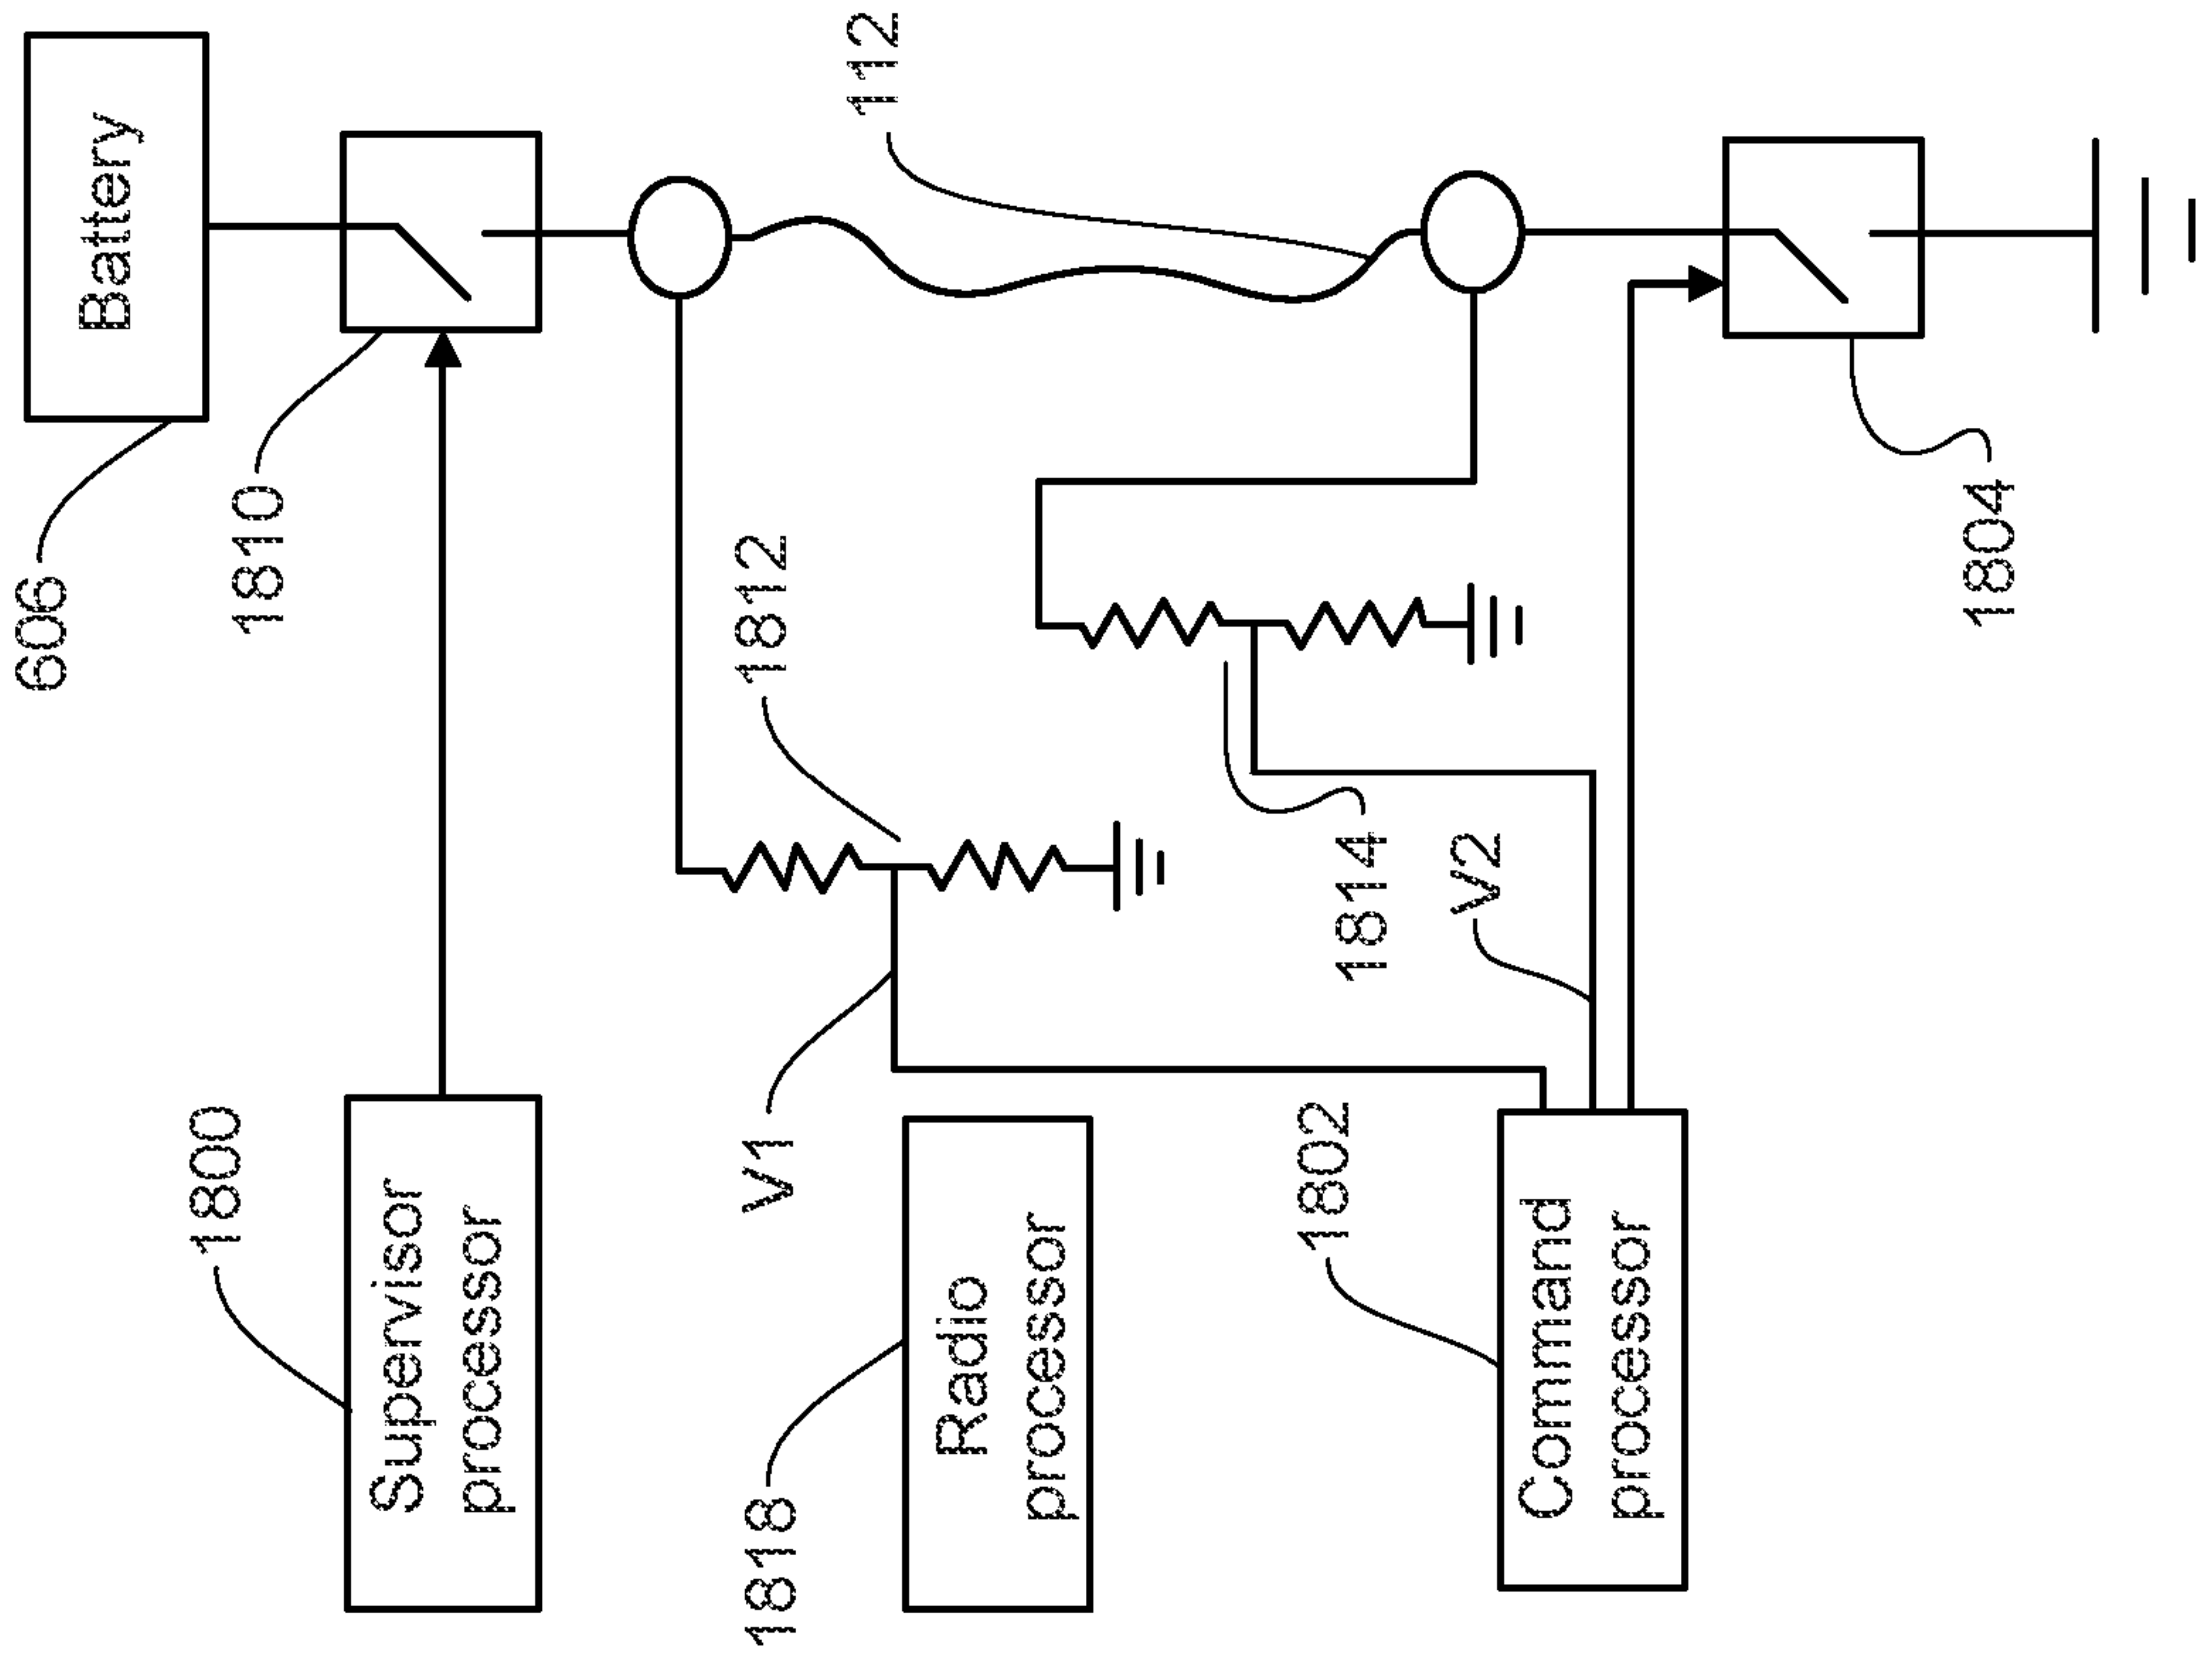 606
Battery
1810
112
1812
1800
Supervisor
processor
V1
1818
Radio
processor
1814
V2
1802
Command
processor
1804